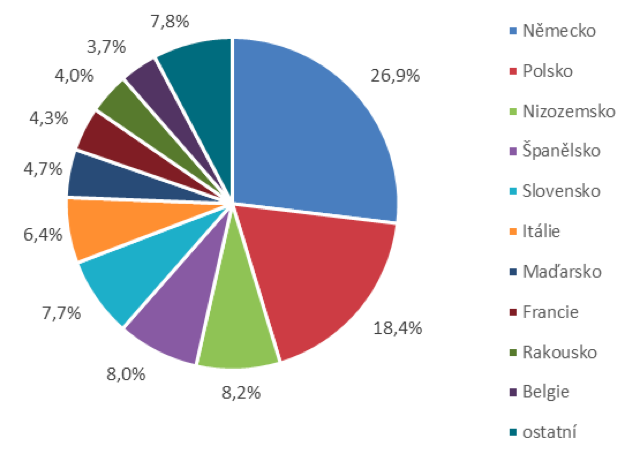 7,8%
3,7%
4,0%
4,3%
4,7%
6,4%
7,7%
8,0%
8,2%
18,4%
26,9%
Německo
Polsko
Nizozemsko
Španělsko
Slovensko
Itálie
Maďarsko
Francie
Rakousko
Belgie
ostatní